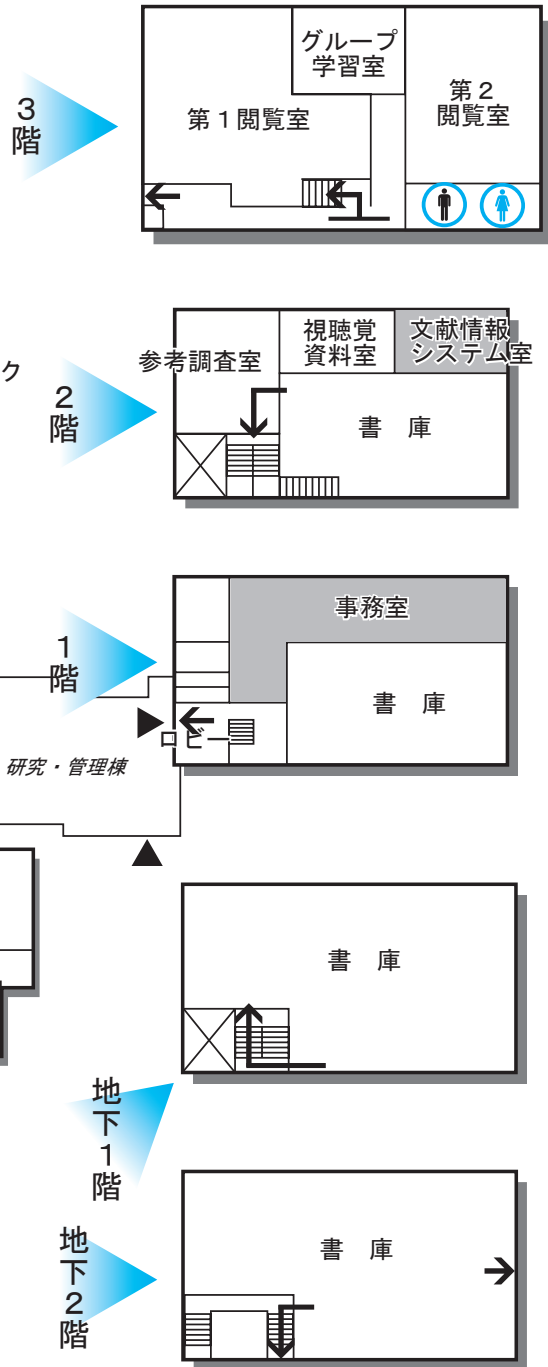 3階
グループ
学習室
第１閲覧室
第２
閲覧室
ク
2階
参考調査室
視聴覚
資料室
文献情報
システム室
書　庫
1階
事務室
書　庫
ロビー
研究・管理棟
書　庫
地下1階
書　庫
地下2階